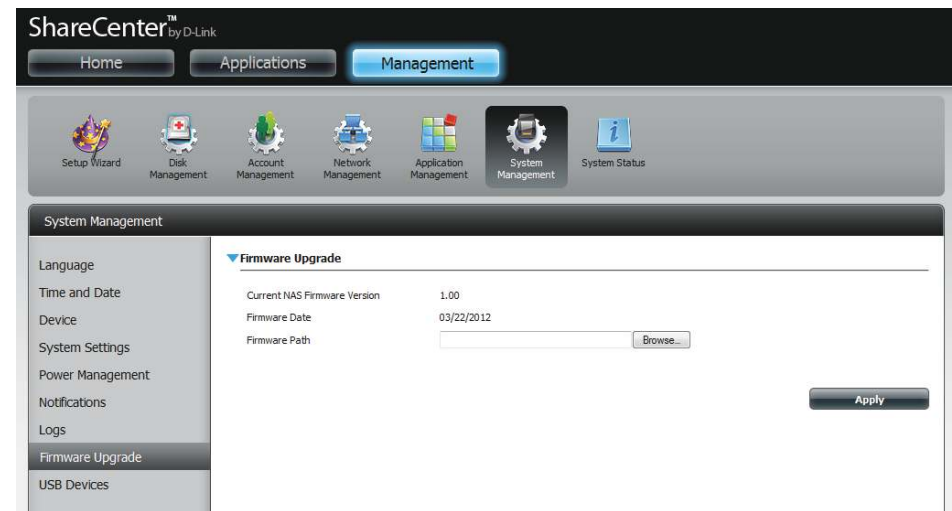 ShareCenter™ by D-Link
Home Applications Management
Setup Wizard Disk Management Account Management Network Management Application Management System Management System Status
System Management
Language
Time and Date
Device
System Settings
Power Management
Notifications
Logs
Firmware Upgrade
USB Devices
Firmware Upgrade
Current NAS Firmware Version 1.00
Firmware Date 03/22/2012
Firmware Path Browse...
Apply